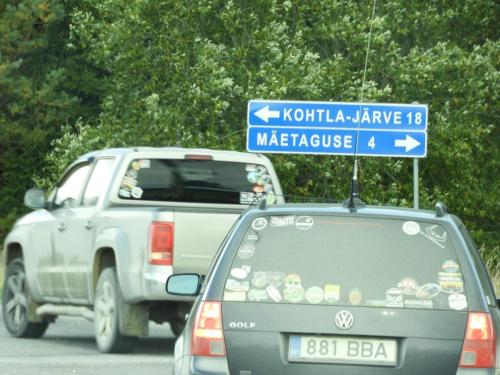 KOHTLA-JÄRVE 18
MÄETAGUSE 4
GOLF
881 BBA